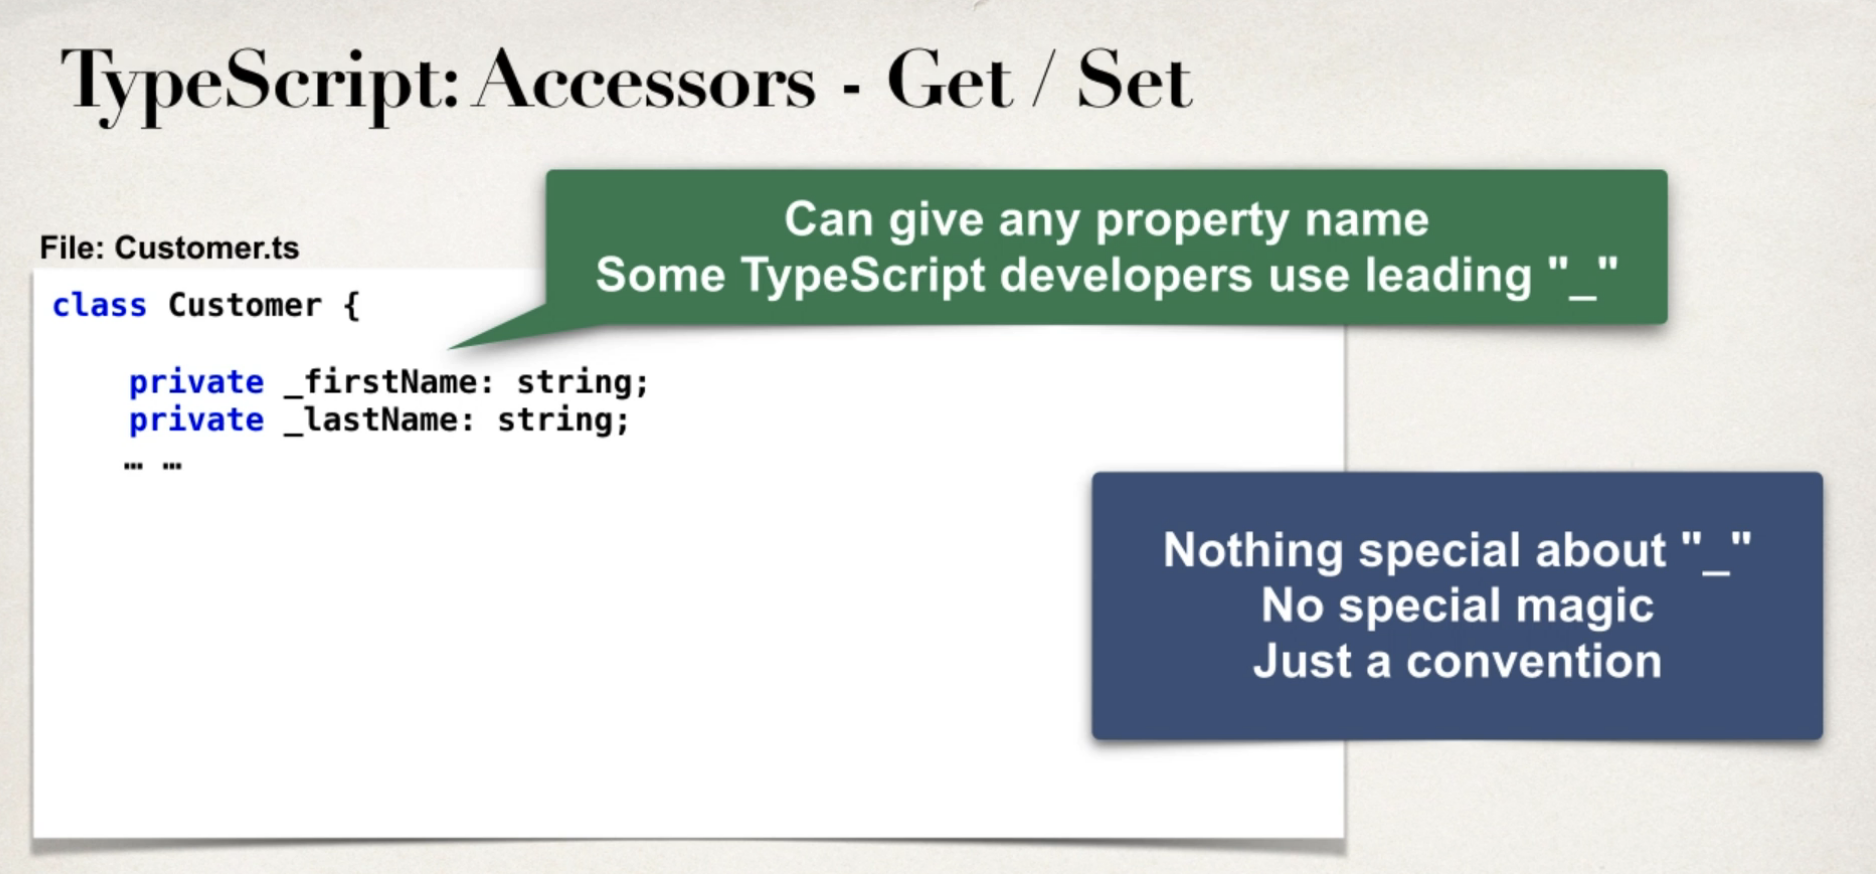 TypeScript: Accessors - Get / Set
Can give any property name
Some TypeScript developers use leading "_"
File: Customer.ts
class Customer {
private _firstName: string;
private _lastName: string;
… …
Nothing special about "_"
No special magic
Just a convention